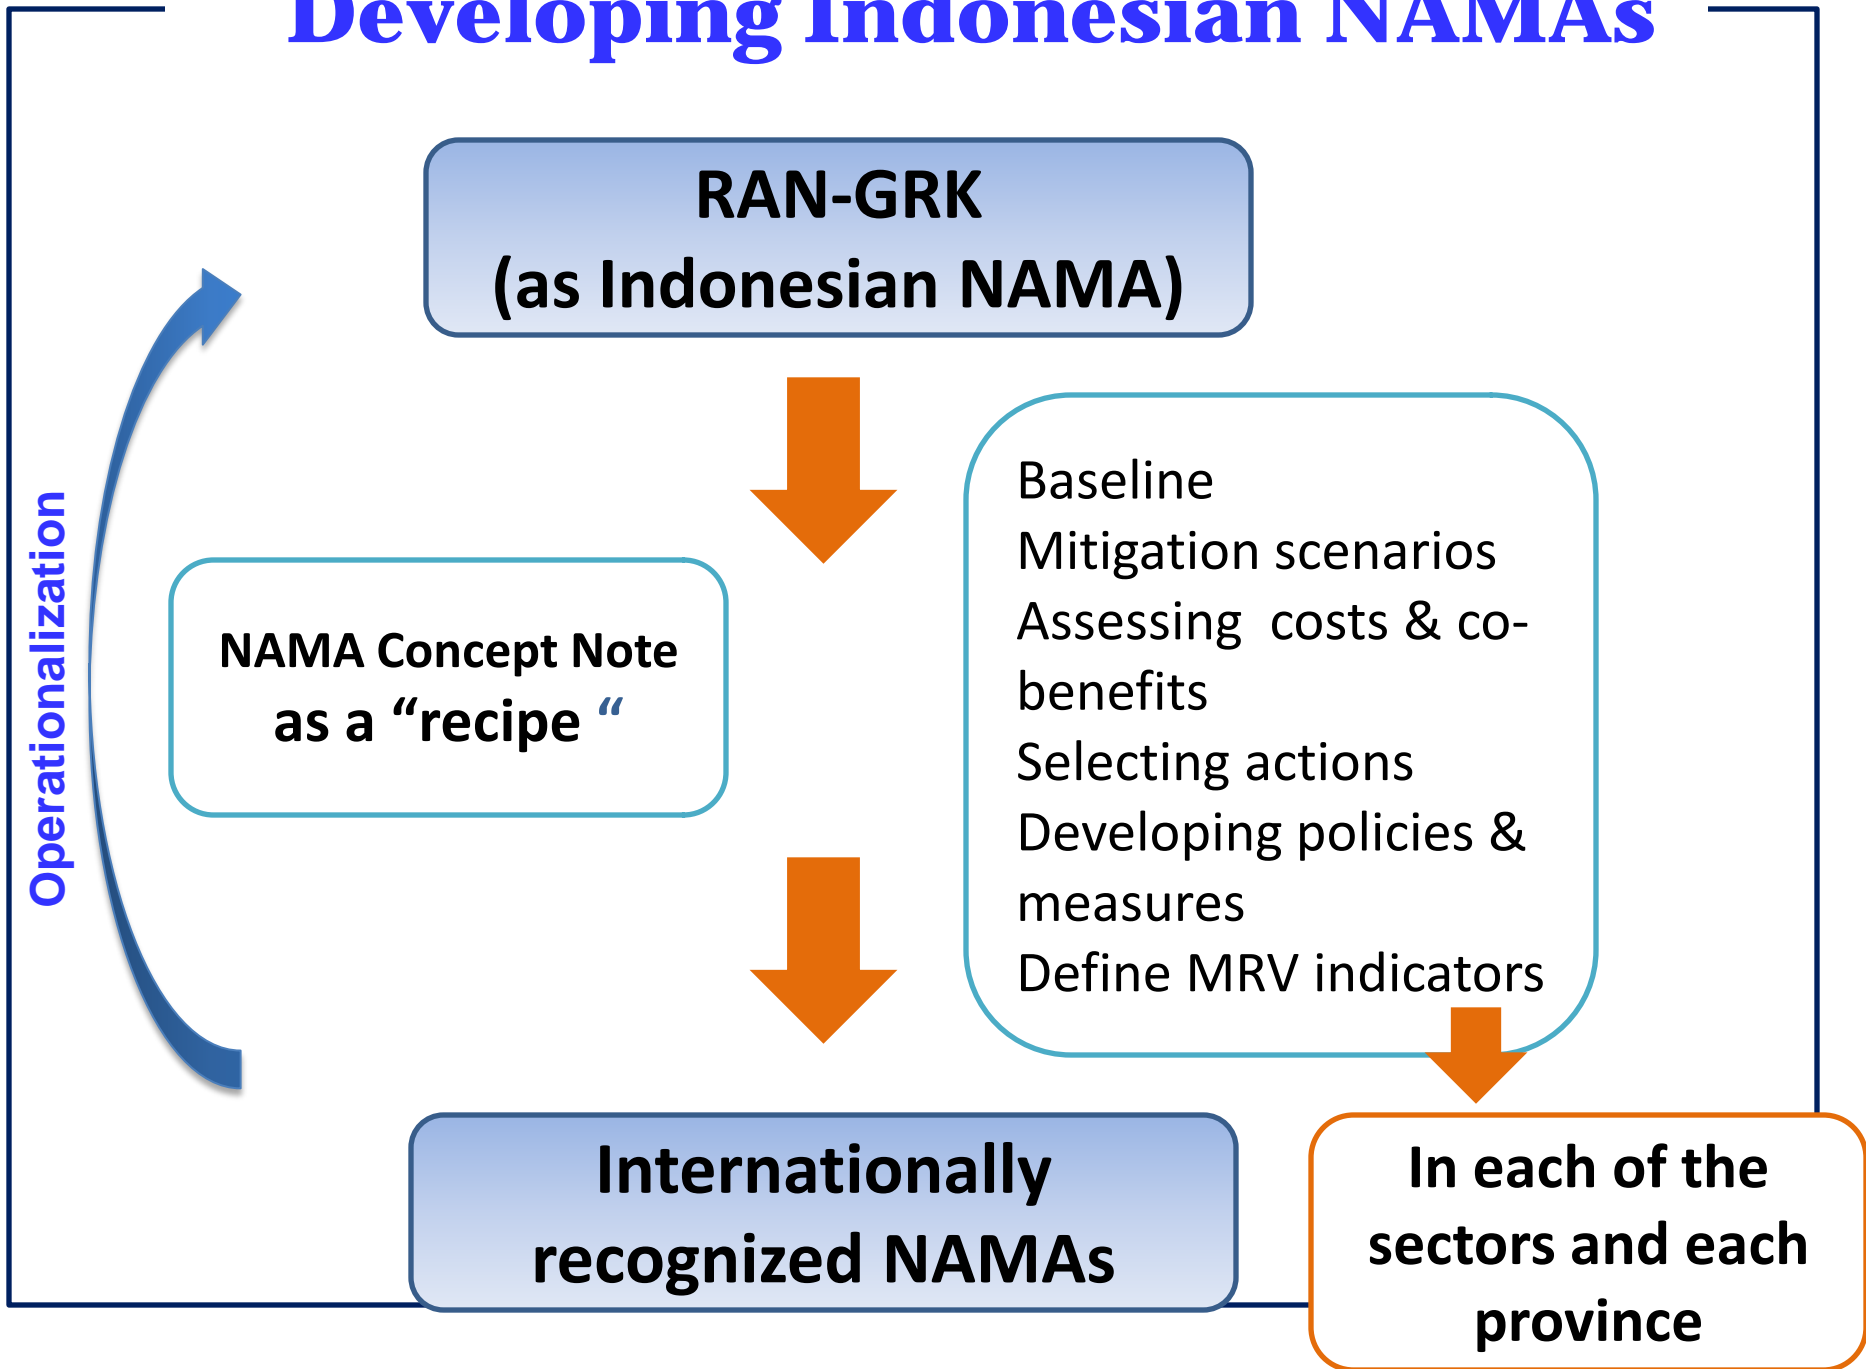 Developing Indonesian NAMAs
RAN-GRK
(as Indonesian NAMA)
Operationalization
NAMA Concept Note
as a “recipe “
Baseline
Mitigation scenarios
Assessing  costs & co-
benefits
Selecting actions
Developing policies &
measures
Define MRV indicators
Internationally
recognized NAMAs
In each of the
sectors and each
province